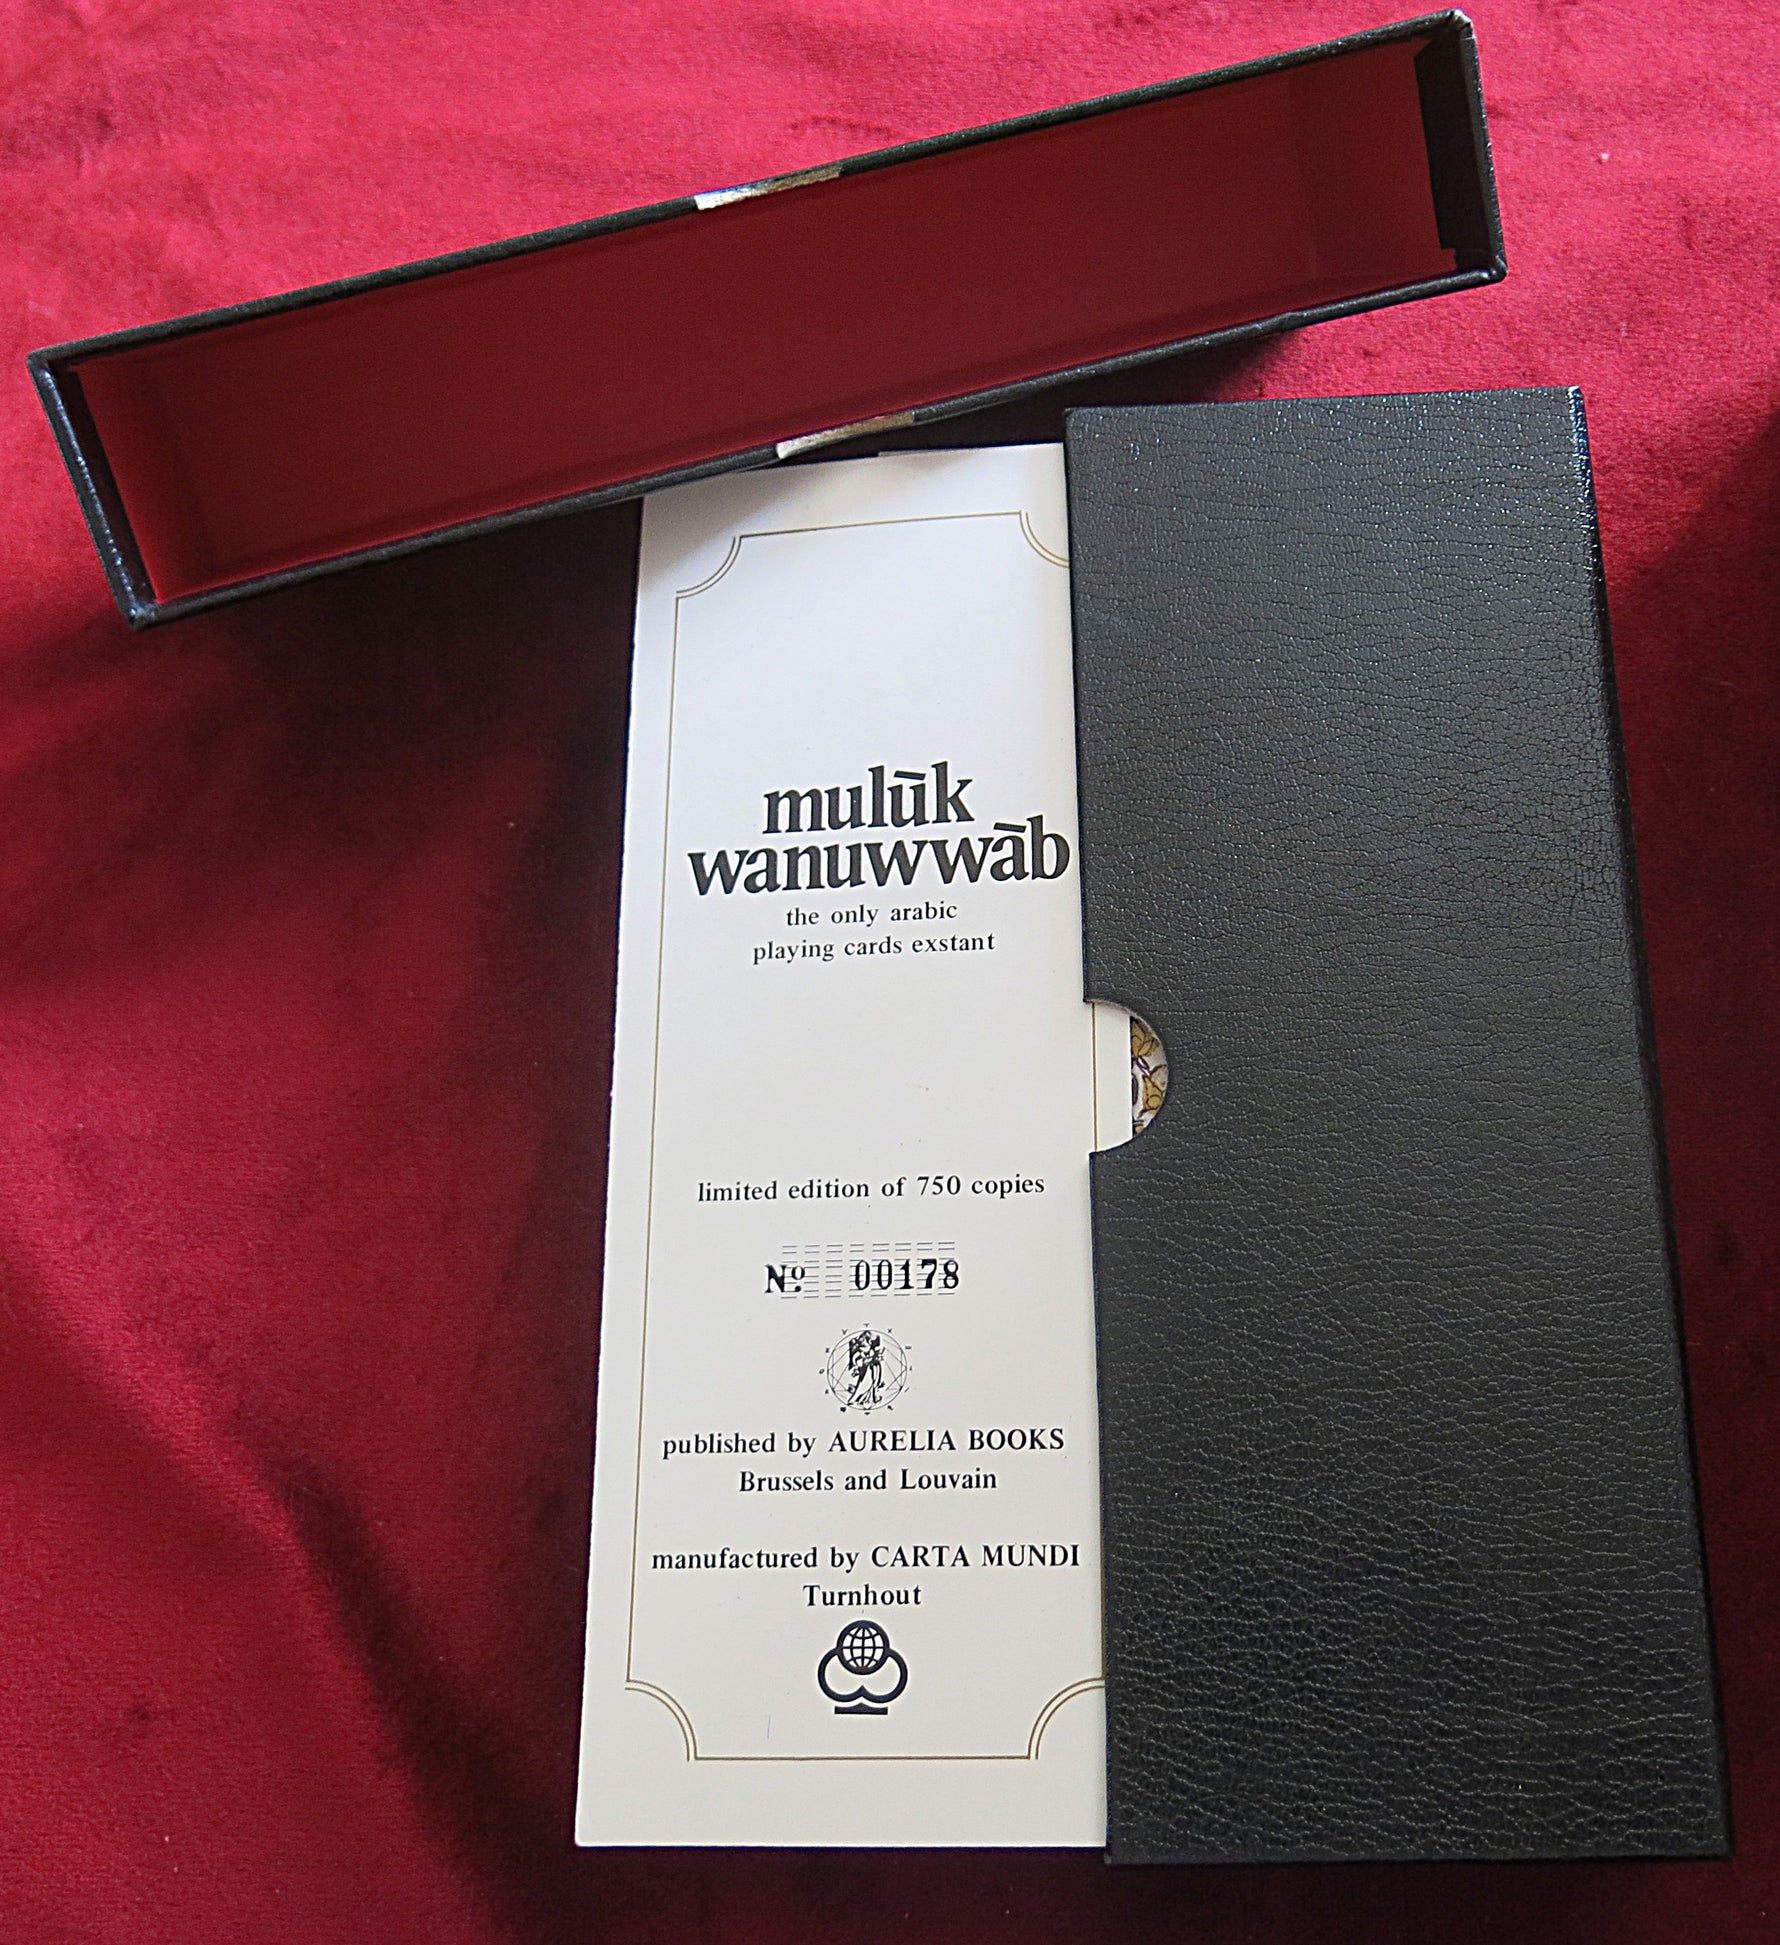 mulūk
wanuwwāb
the only arabic
playing cards exstant
limited edition of 750 copies
Nº 00178
published by AURELIA BOOKS
Brussels and Louvain
manufactured by CARTA MUNDI
Turnhout